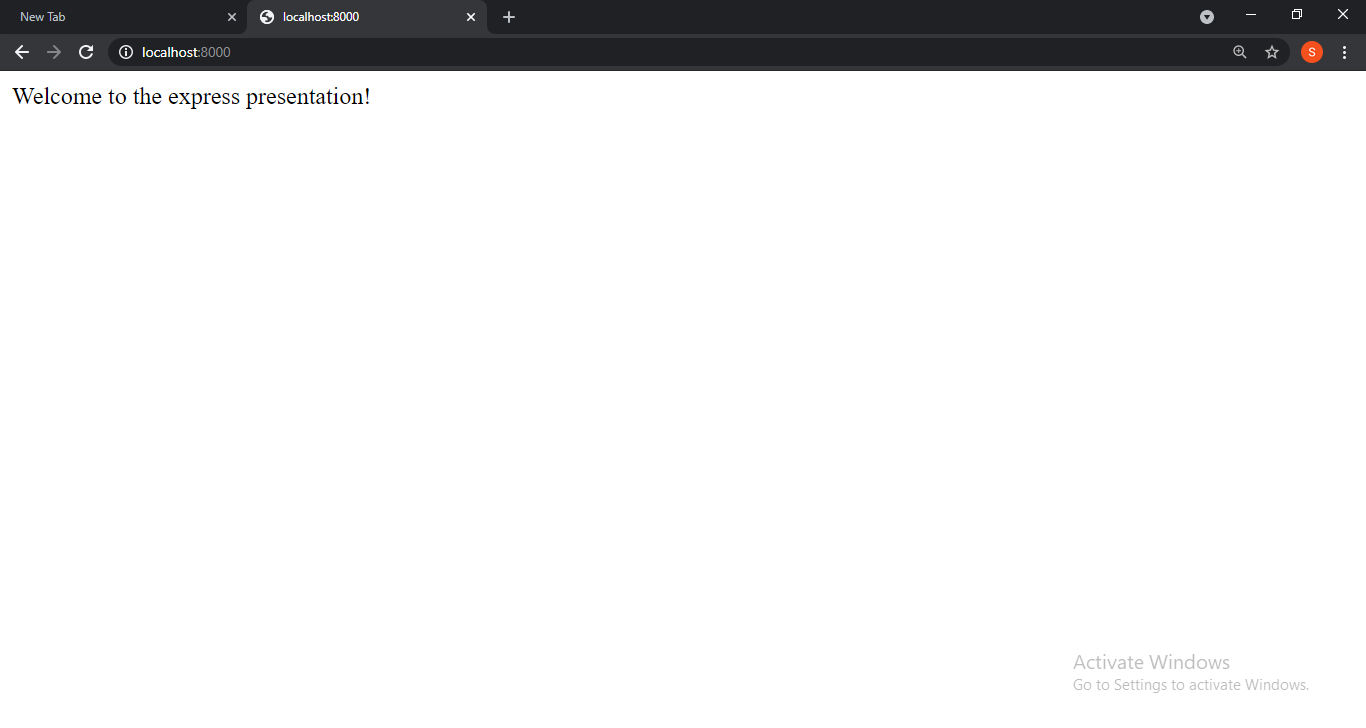 New Tab
localhost:8000
localhost:8000
S
Welcome to the express presentation!
Activate Windows
Go to Settings to activate Windows.